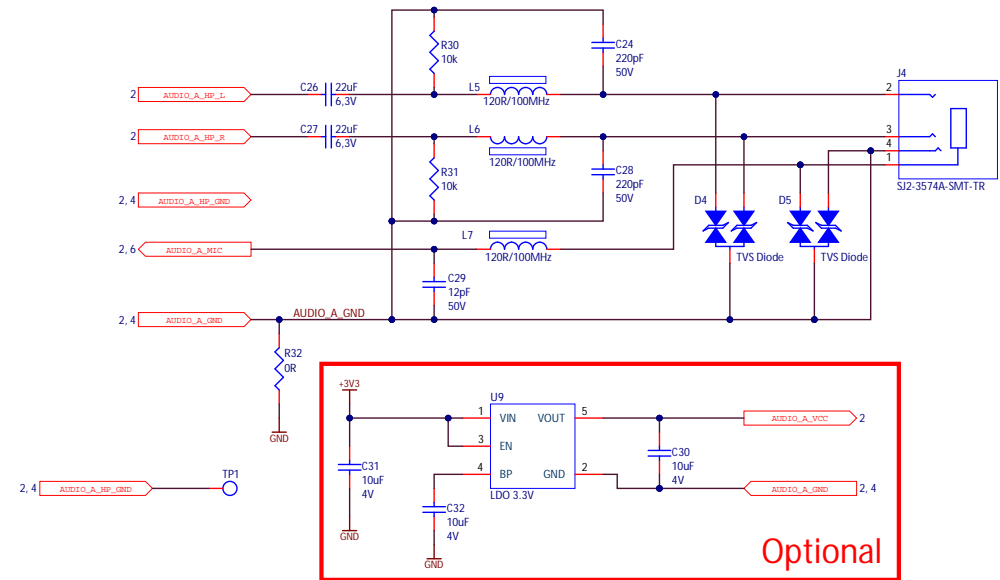 R30
10k
C24
220pF
50V
J4
2 AUDIO_A_HP_L
C26 22uF
6,3V
L5
120R/100MHz
2
2 AUDIO_A_HP_R
C27 22uF
6,3V
L6
120R/100MHz
3
4
1
SJ2-3574A-SMT-TR
R31
10k
C28
220pF
50V
2, 4 AUDIO_A_HP_GND
D4
TVS Diode
D5
TVS Diode
2, 6 AUDIO_A_MIC
L7
120R/100MHz
C29
12pF
50V
2, 4 AUDIO_A_GND
AUDIO_A_GND
R32
0R
GND
+3V3
U9
1 VIN VOUT 5
3 EN
4 BP GND 2
LDO 3.3V
AUDIO_A_VCC 2
C31
10uF
4V
GND
C32
10uF
4V
GND
C30
10uF
4V
AUDIO_A_GND 2, 4
2, 4 AUDIO_A_HP_GND
TP1
Optional